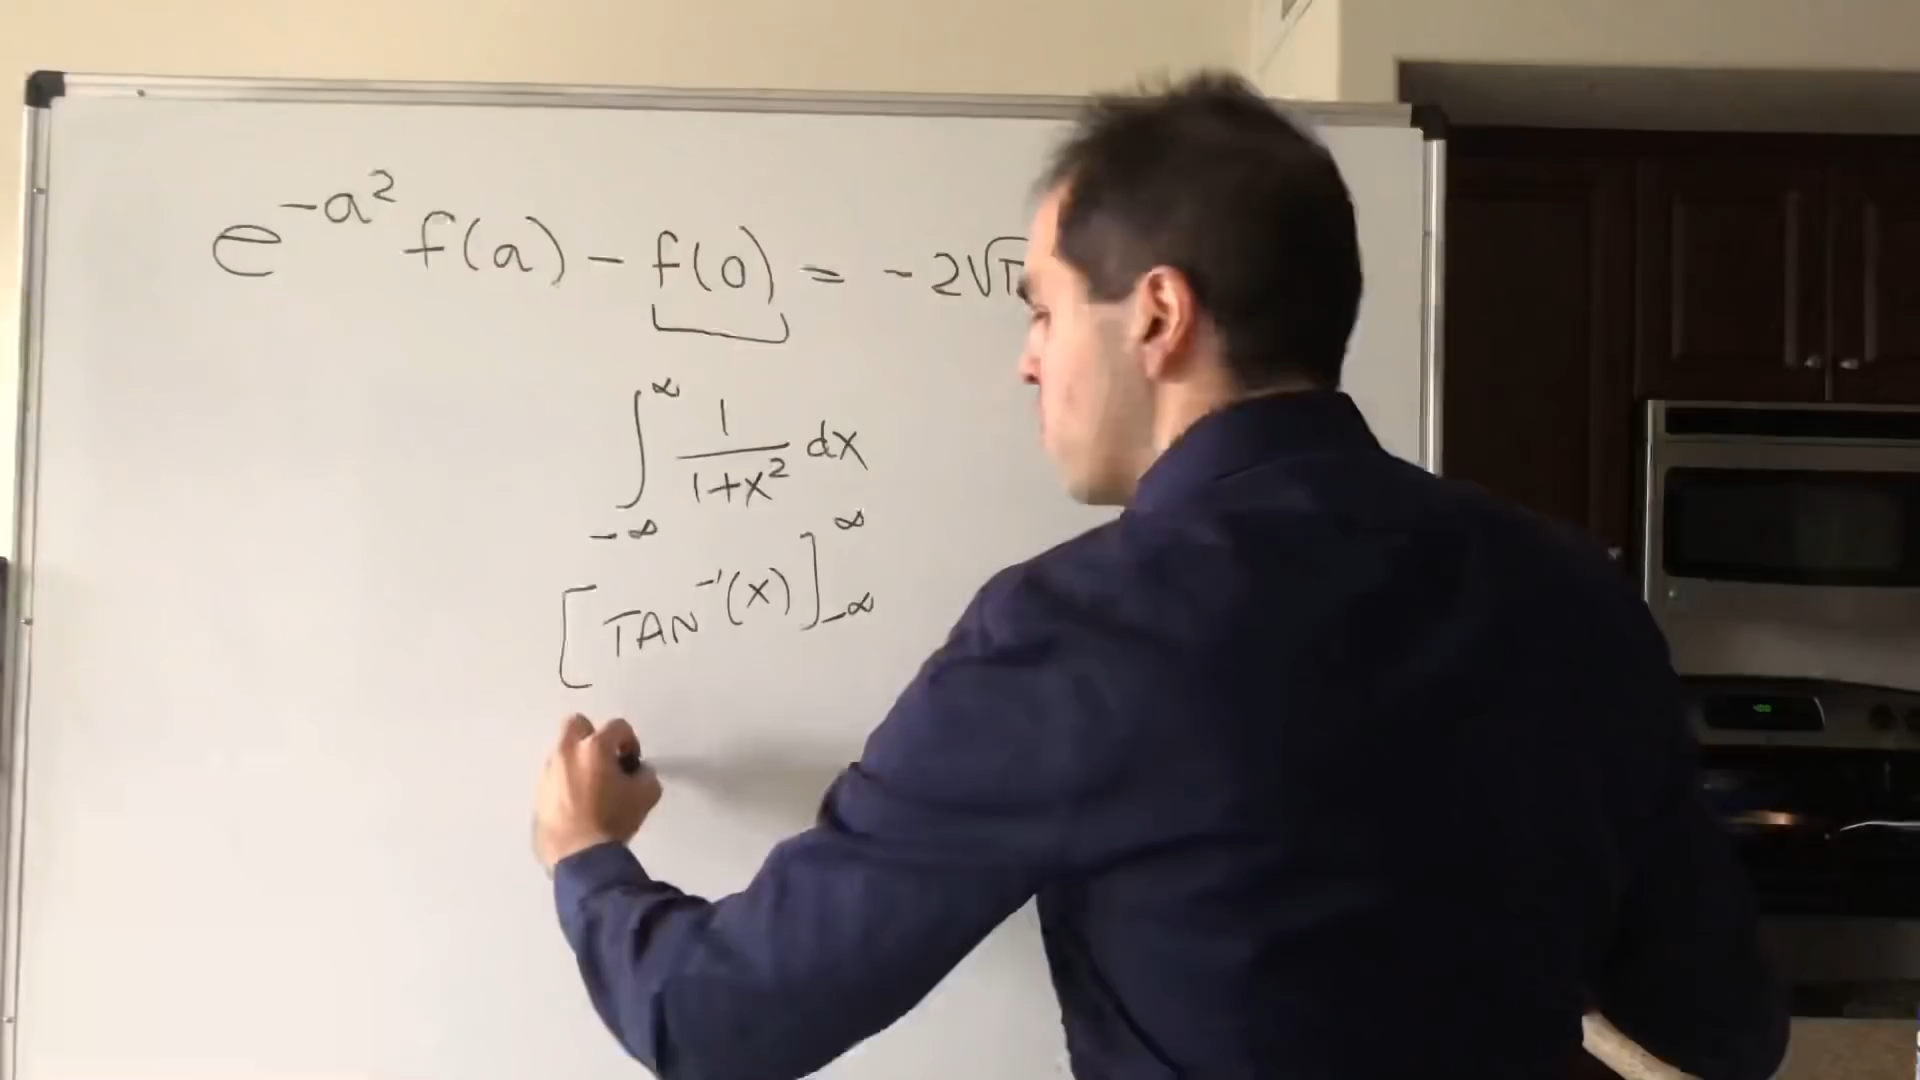 e^{-a^2} f(a) - f(0) = -2√π
∫_{-∞}^{∞} 1/(1+x^2) dx
[TAN^{-1}(x)]_{-∞}^{∞}